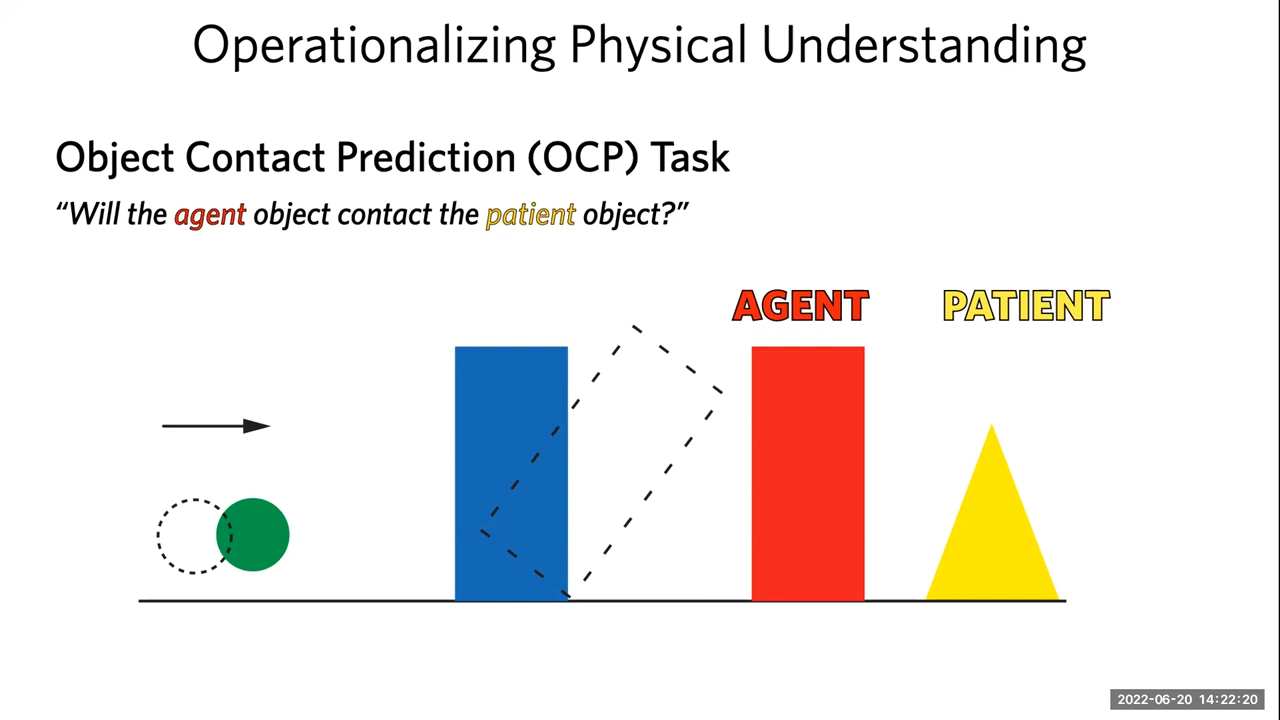 Operationalizing Physical Understanding
Object Contact Prediction (OCP) Task
“Will the agent object contact the patient object?”
AGENT PATIENT
2022-06-20 14:22:20